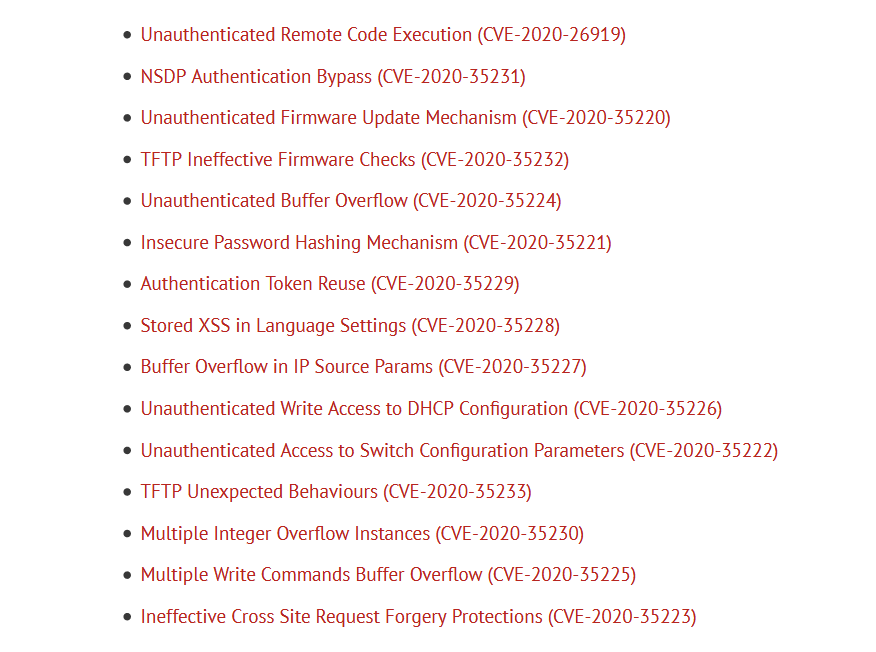 • Unauthenticated Remote Code Execution (CVE-2020-26919)
• NSDP Authentication Bypass (CVE-2020-35231)
• Unauthenticated Firmware Update Mechanism (CVE-2020-35220)
• TFTP Ineffective Firmware Checks (CVE-2020-35232)
• Unauthenticated Buffer Overflow (CVE-2020-35224)
• Insecure Password Hashing Mechanism (CVE-2020-35221)
• Authentication Token Reuse (CVE-2020-35229)
• Stored XSS in Language Settings (CVE-2020-35228)
• Buffer Overflow in IP Source Params (CVE-2020-35227)
• Unauthenticated Write Access to DHCP Configuration (CVE-2020-35226)
• Unauthenticated Access to Switch Configuration Parameters (CVE-2020-35222)
• TFTP Unexpected Behaviours (CVE-2020-35233)
• Multiple Integer Overflow Instances (CVE-2020-35230)
• Multiple Write Commands Buffer Overflow (CVE-2020-35225)
• Ineffective Cross Site Request Forgery Protections (CVE-2020-35223)